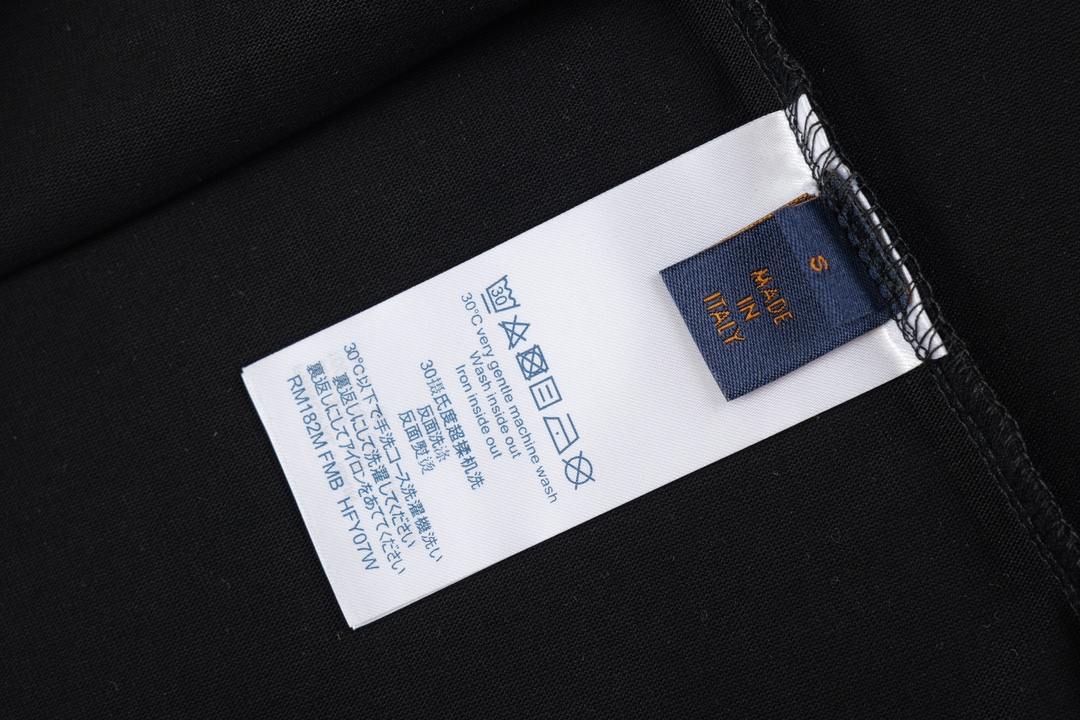 S
MADE
IN
ITALY
30
30°C very gentle machine wash
Wash inside out
Iron inside out
30摄氏度超揉机洗
反面洗涤
反面熨烫
30℃以下で手洗コース洗濯機洗い
裏返しにして洗濯してください
裏返しにしてアイロンをあててください
RM182M FMB HFY07W